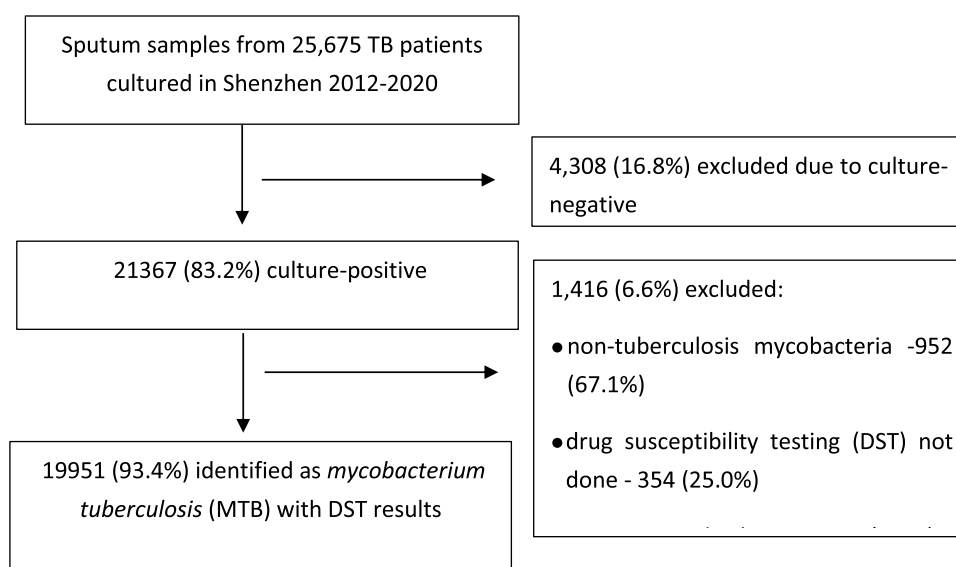 Sputum samples from 25,675 TB patients
cultured in Shenzhen 2012-2020
4,308 (16.8%) excluded due to culture-
negative
21367 (83.2%) culture-positive
1,416 (6.6%) excluded:
●non-tuberculosis mycobacteria -952
(67.1%)
●drug susceptibility testing (DST) not
done - 354 (25.0%)
19951 (93.4%) identified as mycobacterium
tuberculosis (MTB) with DST results